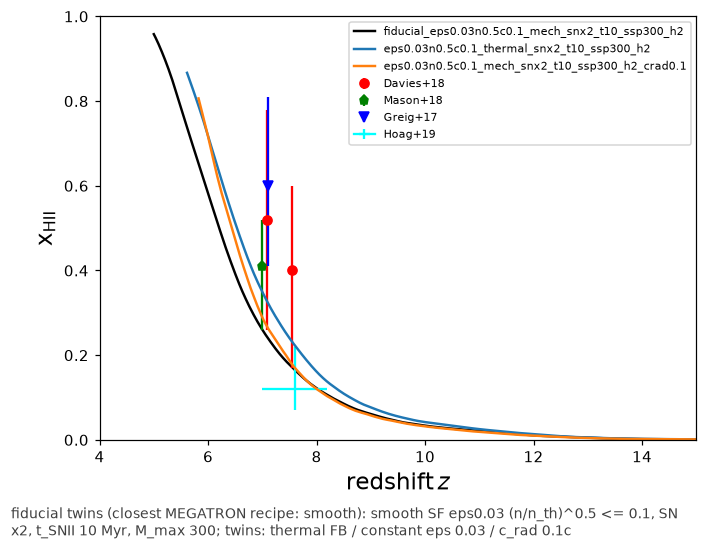 1.0
0.8
0.6
0.4
0.2
0.0
x_HII
4
6
8
10
12
14
redshift z
fiducial_eps0.03n0.5c0.1_mech_snx2_t10_ssp300_h2
eps0.03n0.5c0.1_thermal_snx2_t10_ssp300_h2
eps0.03n0.5c0.1_mech_snx2_t10_ssp300_h2_crad0.1
Davies+18
Mason+18
Greig+17
Hoag+19
fiducial twins (closest MEGATRON recipe: smooth): smooth SF eps0.03 (n/n_th)^0.5 <= 0.1, SN
x2, t_SNII 10 Myr, M_max 300; twins: thermal FB / constant eps 0.03 / c_rad 0.1c